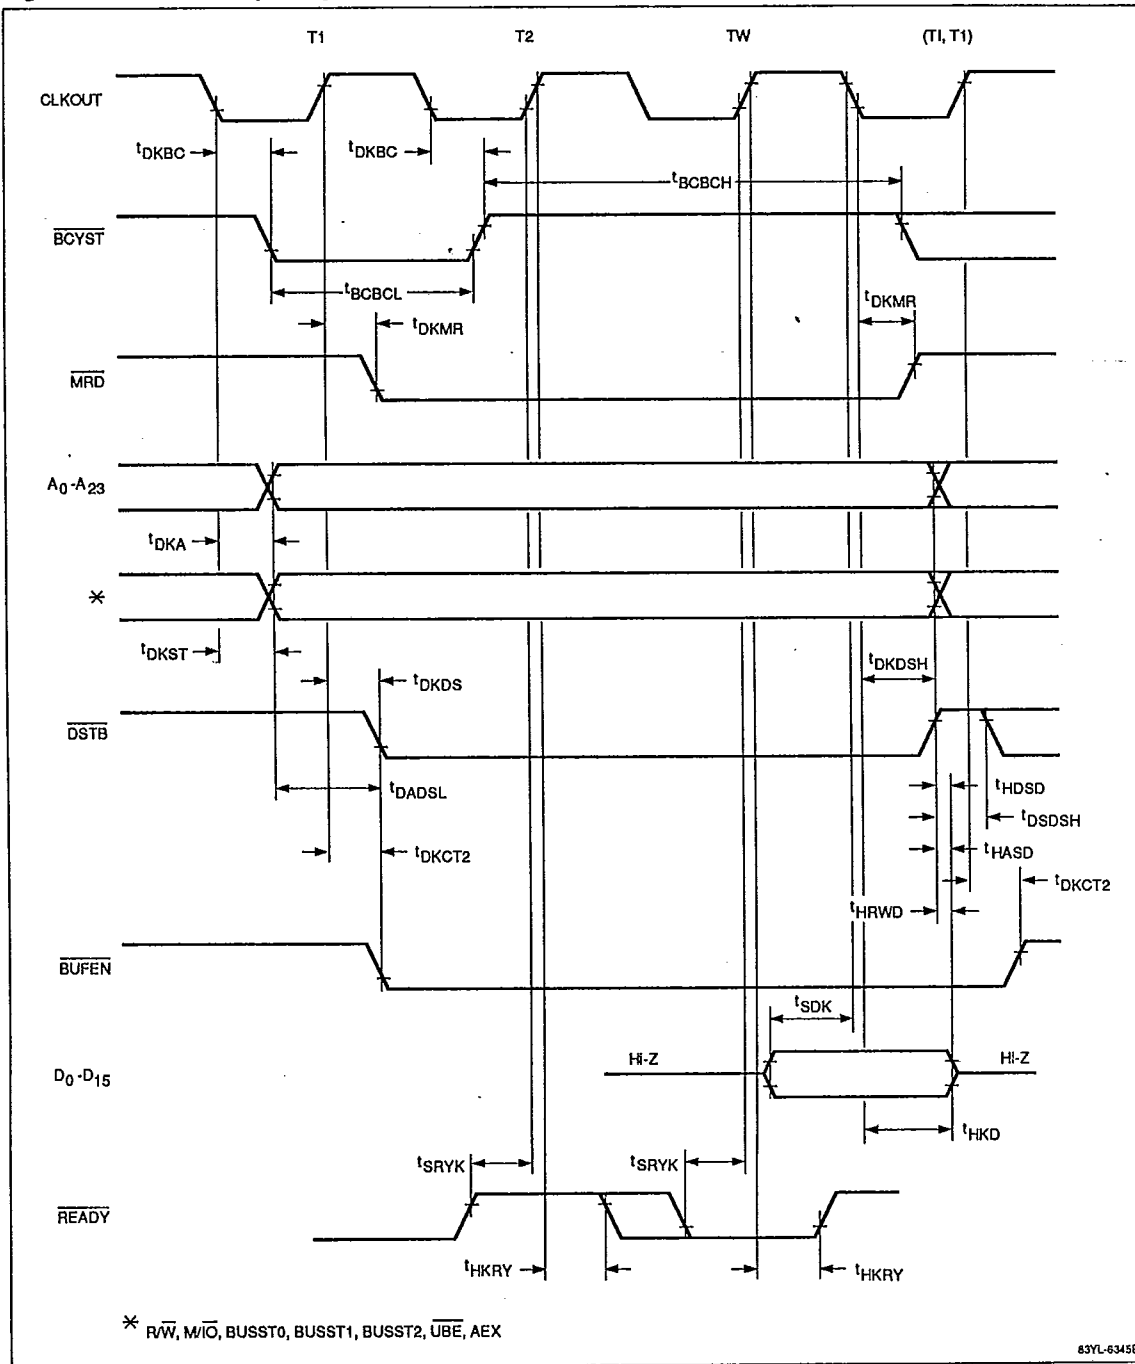 T1 T2 TW (TI, T1)
CLKOUT
tDKBC tDKBC
tBCBCH
BCYST
tBCBCL
tDKMR tDKMR
MRD
A0-A23
tDKA
*
tDKST
tDKDS tDKDSH
DSTB
tDADSL tHDSD
tDSDSH
tDKCT2 tHASD
tDKCT2
tHRWD
BUFEN
tSDK
Hi-Z Hi-Z
D0-D15
tHKD
tSRYK tSRYK
READY
tHKRY tHKRY
* R/W, M/IO, BUSST0, BUSST1, BUSST2, UBE, AEX
83YL-6345B